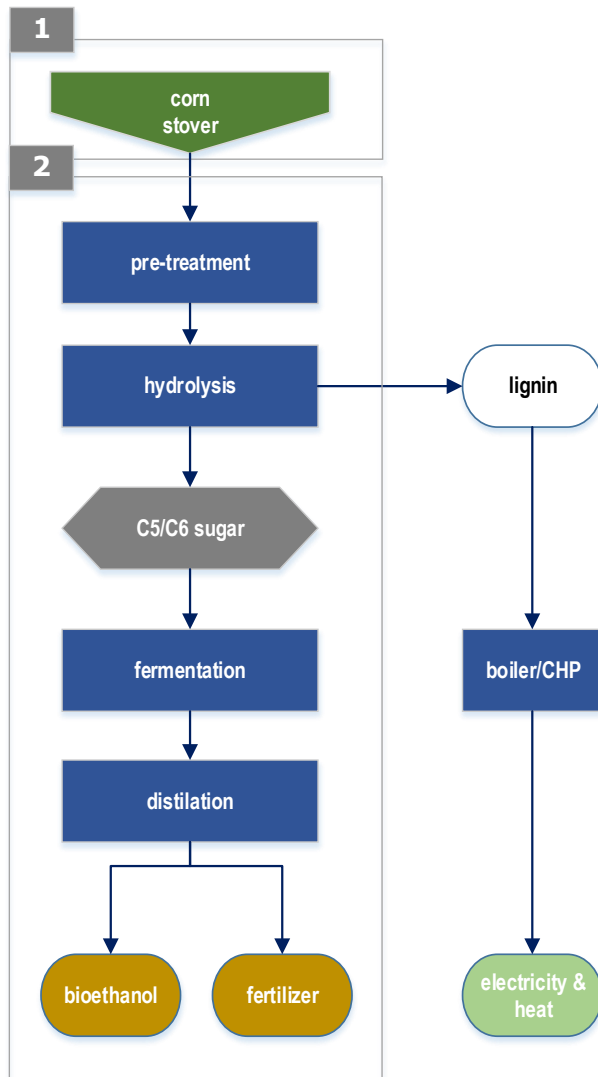 1
corn
stover
2
pre-treatment
hydrolysis
lignin
C5/C6 sugar
fermentation
boiler/CHP
distilation
bioethanol
fertilizer
electricity &
heat